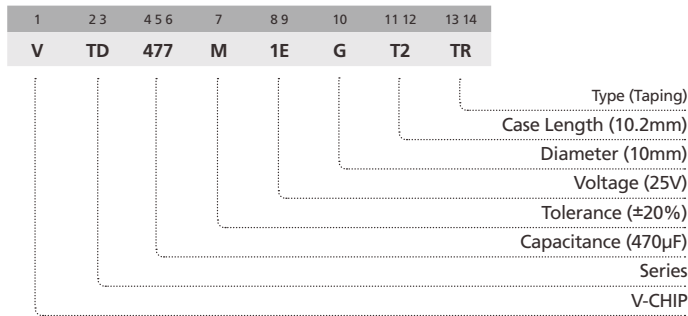 1 2 3 4 5 6 7 8 9 10 11 12 13 14
V TD 477 M 1E G T2 TR
Type (Taping)
Case Length (10.2mm)
Diameter (10mm)
Voltage (25V)
Tolerance (±20%)
Capacitance (470μF)
Series
V-CHIP